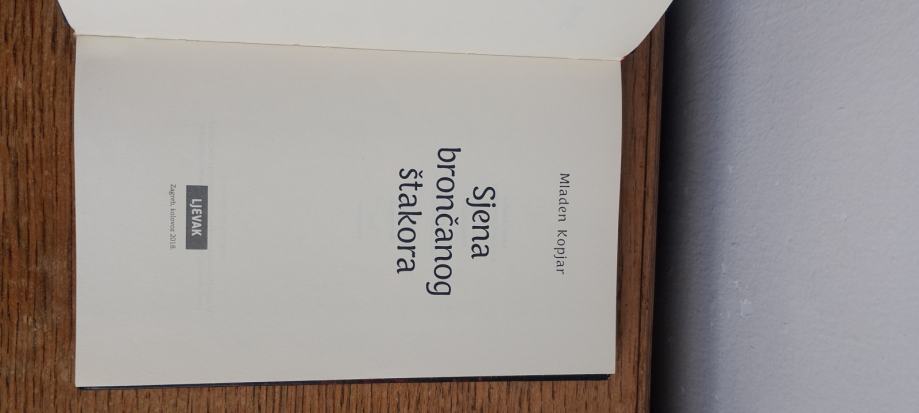 Mladen Kopjar
Sjena
brončanog
štakora
LJEVAK
Zagreb, kolovoz 2018.